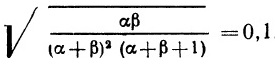 √ αβ / (α+β)² (α+β+1) = 0,1